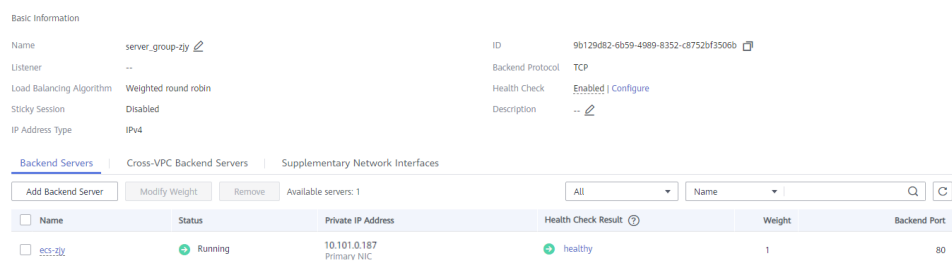 Basic Information
Name server_group-zjy ID 9b129d82-6b59-4989-8352-c8752bf3506b
Listener -- Backend Protocol TCP
Load Balancing Algorithm Weighted round robin Health Check Enabled | Configure
Sticky Session Disabled Description --
IP Address Type IPv4
Backend Servers Cross-VPC Backend Servers Supplementary Network Interfaces
Add Backend Server Modify Weight Remove Available servers: 1 All Name
Name Status Private IP Address Health Check Result ? Weight Backend Port
ecs-zjy Running 10.101.0.187 healthy 1 80
Primary NIC